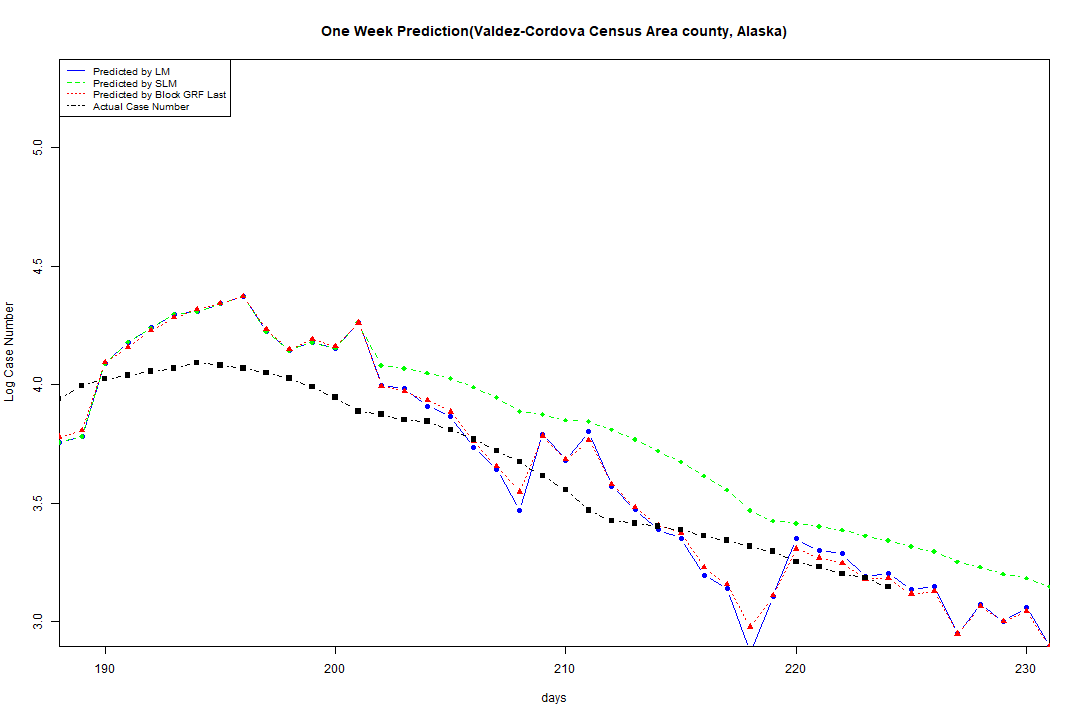 One Week Prediction(Valdez-Cordova Census Area county, Alaska)
Predicted by LM
Predicted by SLM
Predicted by Block GRF Last
Actual Case Number
Log Case Number
5.0
4.5
4.0
3.5
3.0
190 200 210 220 230
days